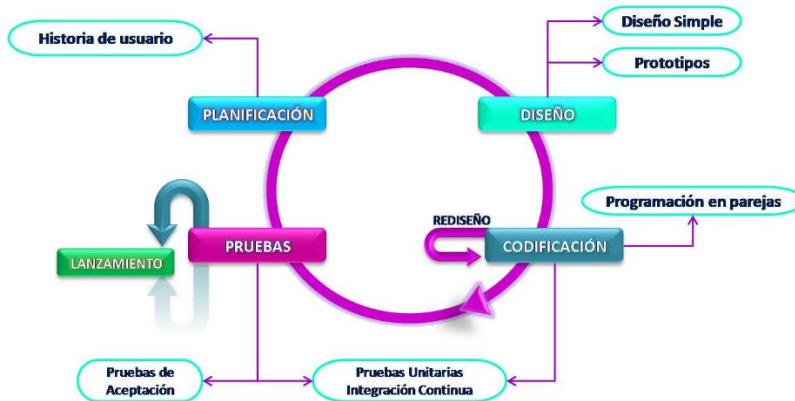 Historia de usuario
Diseño Simple
Prototipos
PLANIFICACIÓN
DISEÑO
Programación en parejas
REDISEÑO
PRUEBAS
CODIFICACIÓN
LANZAMIENTO
Pruebas de
Aceptación
Pruebas Unitarias
Integración Continua